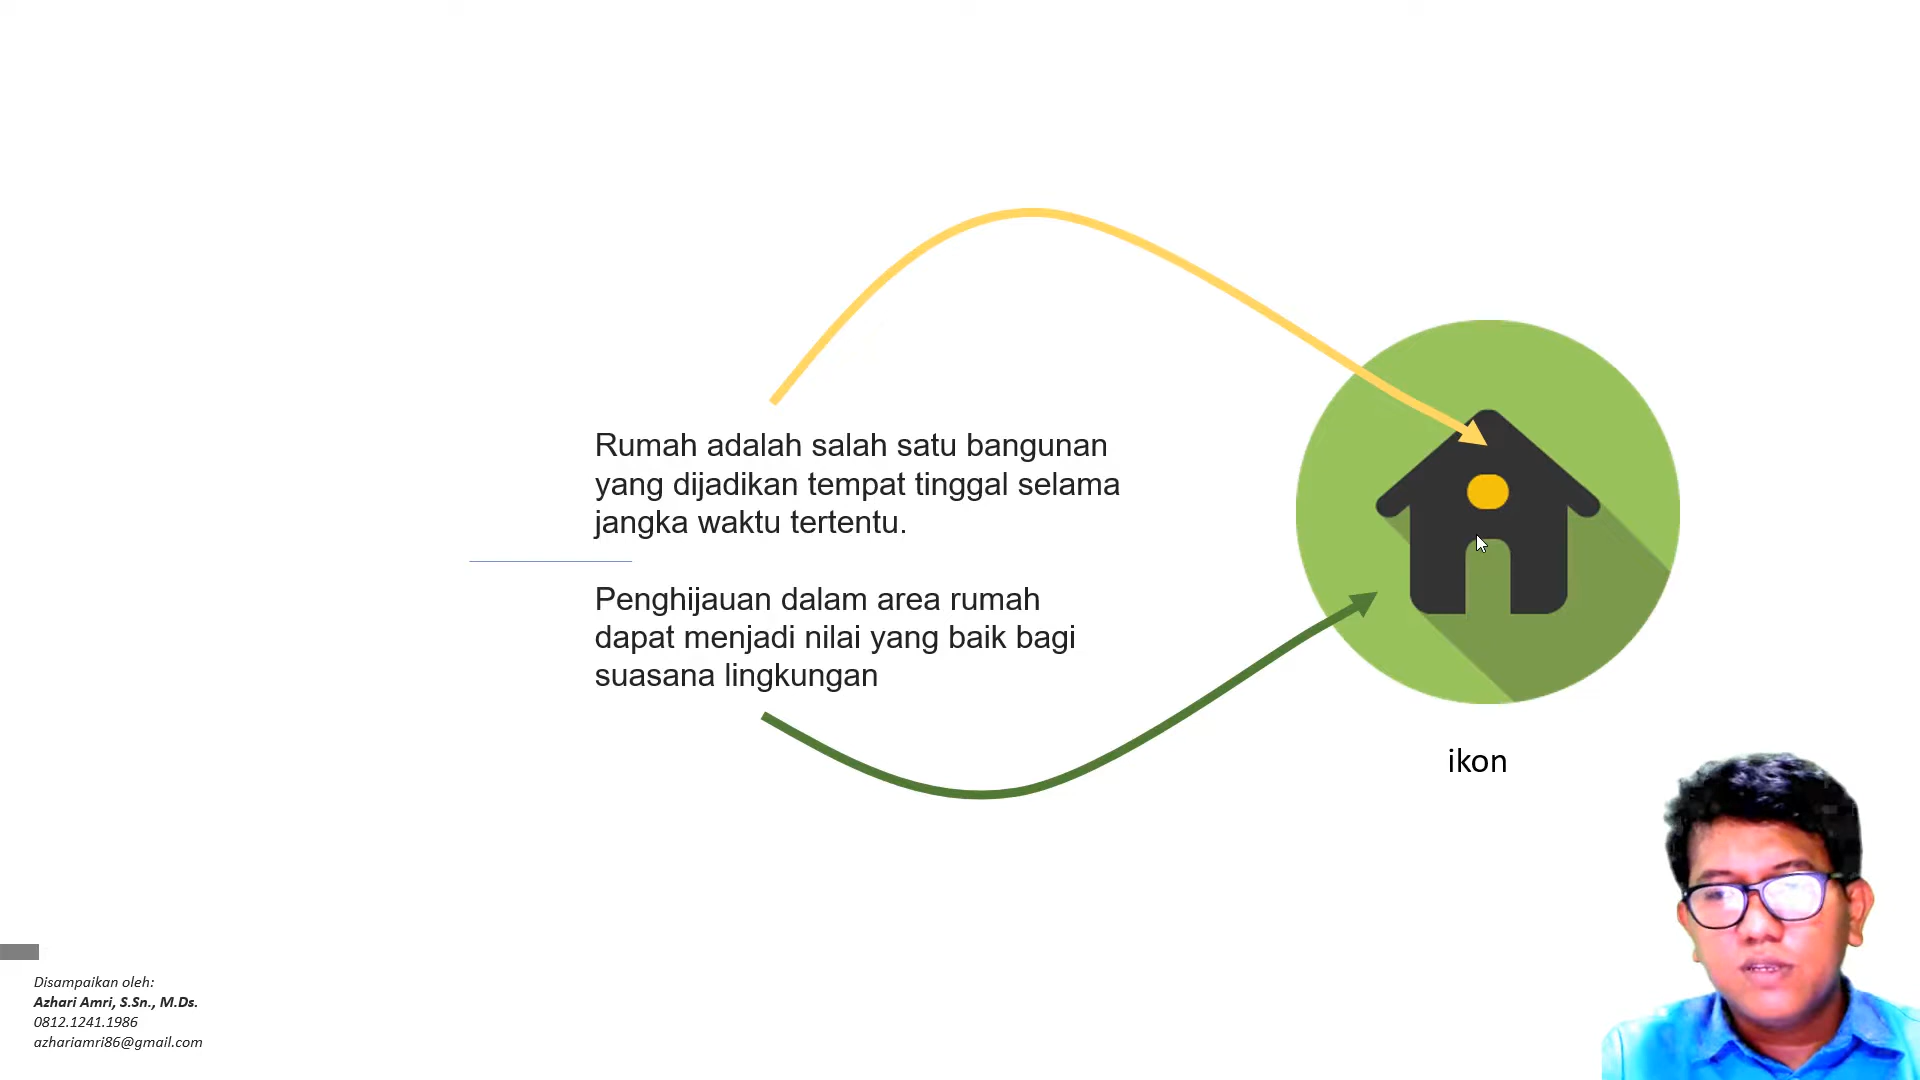 Rumah adalah salah satu bangunan
yang dijadikan tempat tinggal selama
jangka waktu tertentu.
Penghijauan dalam area rumah
dapat menjadi nilai yang baik bagi
suasana lingkungan
ikon
Disampaikan oleh:
Azhari Amri, S.Sn., M.Ds.
0812.1241.1986
azhariamri86@gmail.com